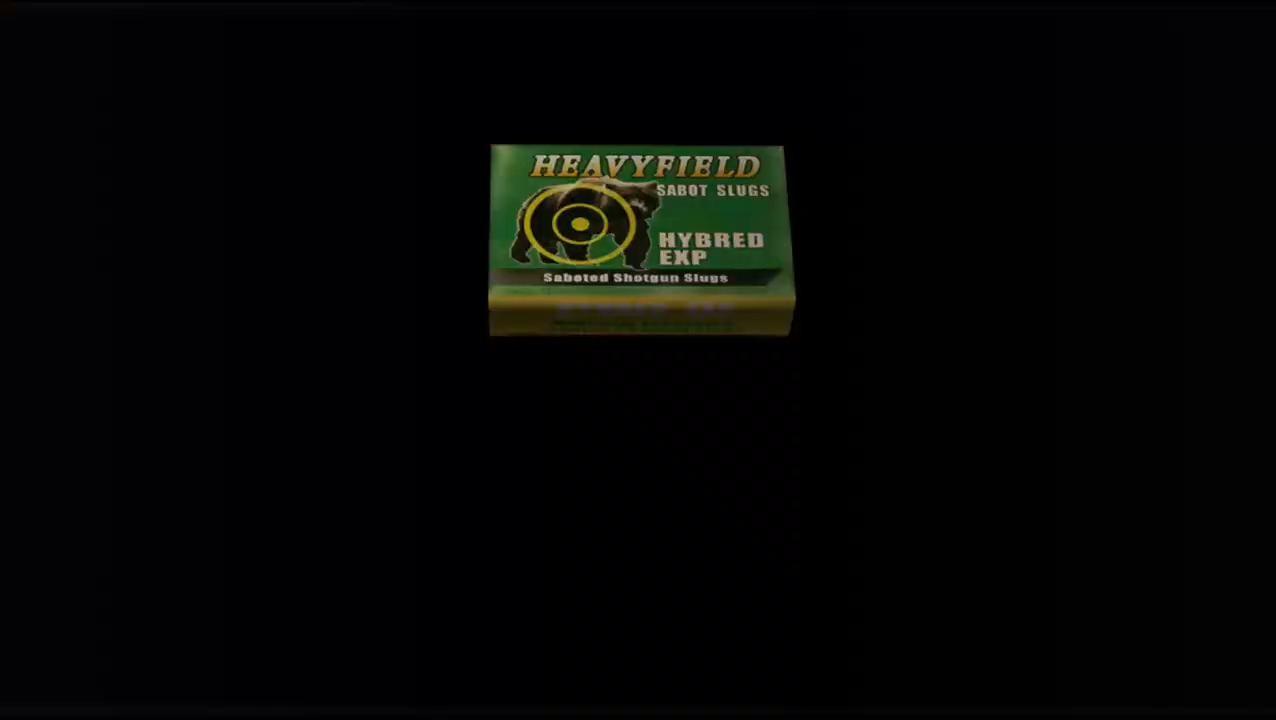 HEAVYFIELD
SABOT SLUGS
HYBRED
EXP
Saboted Shotgun Slugs